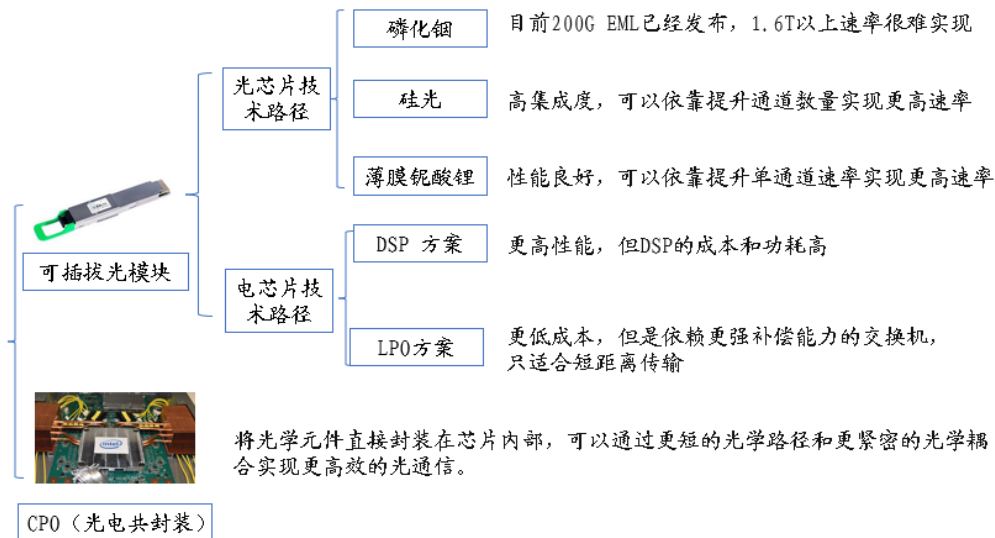 磷化铟
目前200G EML已经发布，1.6T以上速率很难实现
光芯片技
术路径
硅光
高集成度，可以依靠提升通道数量实现更高速率
薄膜铌酸锂
性能良好，可以依靠提升单通道速率实现更高速率
可插拔光模块
DSP 方案
更高性能，但DSP的成本和功耗高
电芯片技
术路径
LPO方案
更低成本，但是依赖更强补偿能力的交换机，
只适合短距离传输
intel
将光学元件直接封装在芯片内部，可以通过更短的光学路径和更紧密的光学耦
合实现更高效的光通信。
CPO（光电共封装）